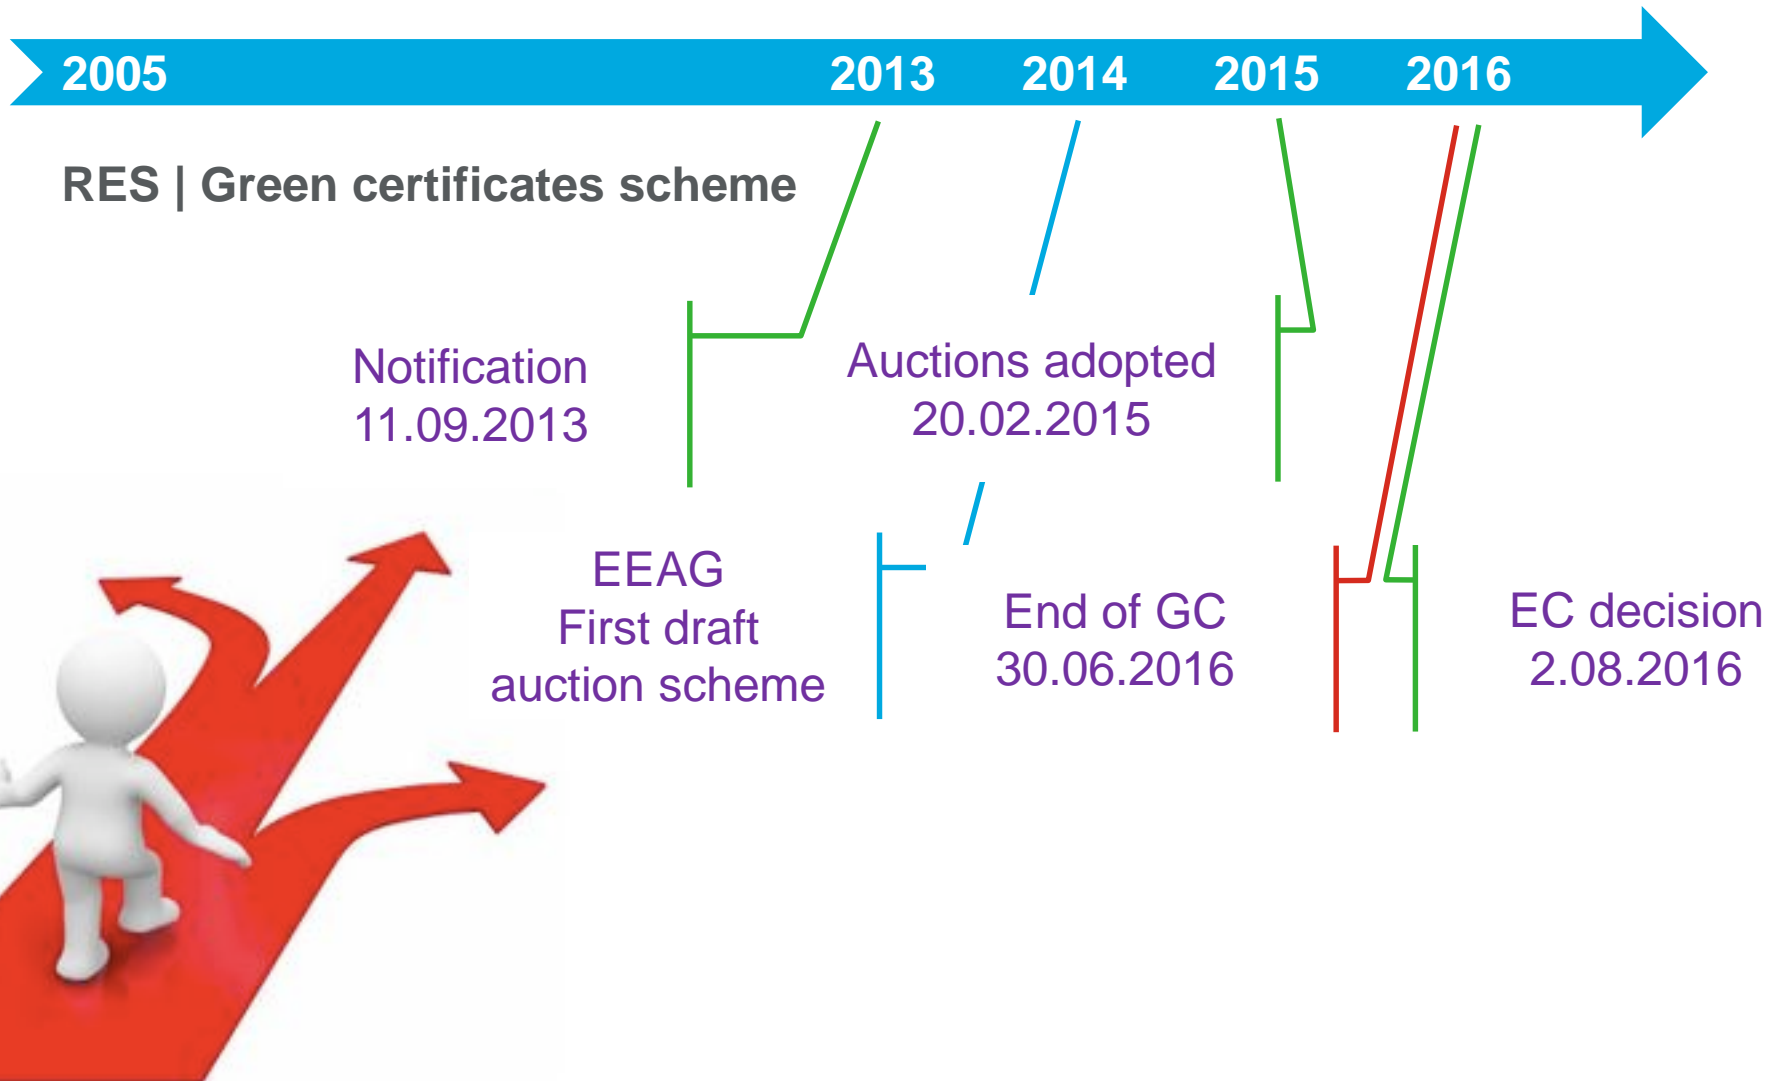 2005 2013 2014 2015 2016
RES | Green certificates scheme
Notification
11.09.2013
Auctions adopted
20.02.2015
EEAG
First draft
auction scheme
End of GC
30.06.2016
EC decision
2.08.2016